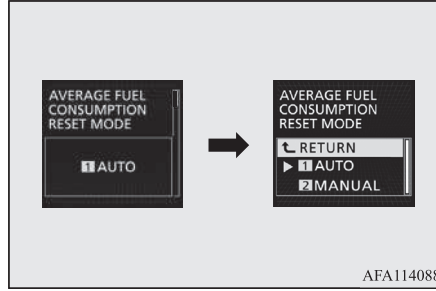 AVERAGE FUEL
CONSUMPTION
RESET MODE
1 AUTO
AVERAGE FUEL
CONSUMPTION
RESET MODE
RETURN
1 AUTO
2 MANUAL
AFA114088